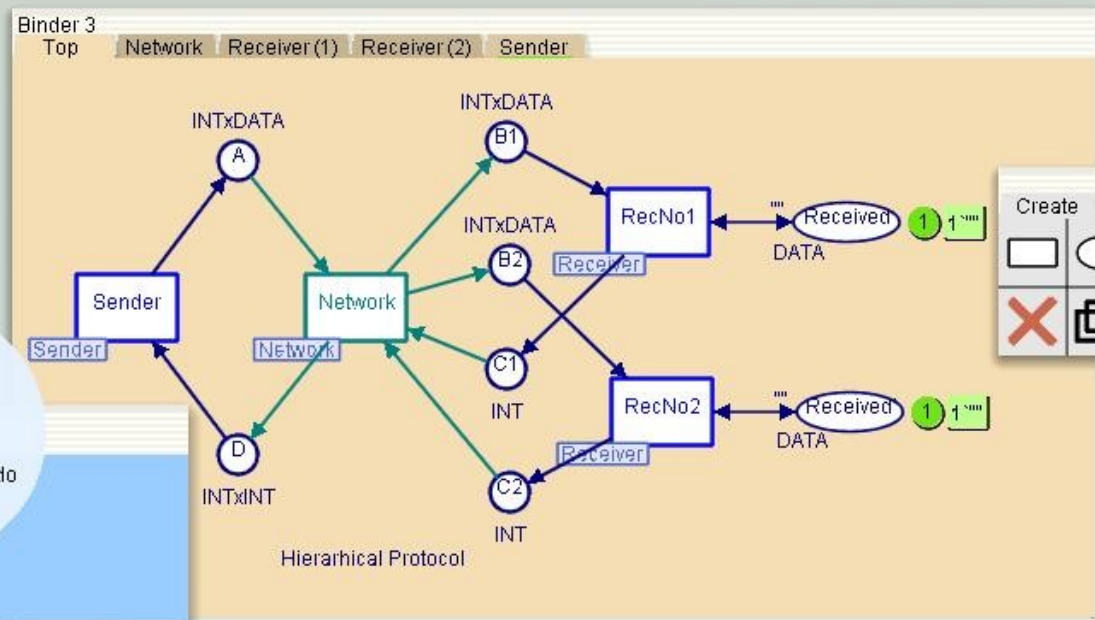 Binder 3
Top Network Receiver (1) Receiver (2) Sender
INTxDATA
A
INTxDATA
B1
INTxDATA
B2
Sender
Sender
Network
Network
RecNo1
Receiver
""
Received
DATA
1 1`""
C1
INT
RecNo2
Receiver
""
Received
DATA
1 1`""
D
INTxINT
C2
INT
Hierarhical Protocol
Create